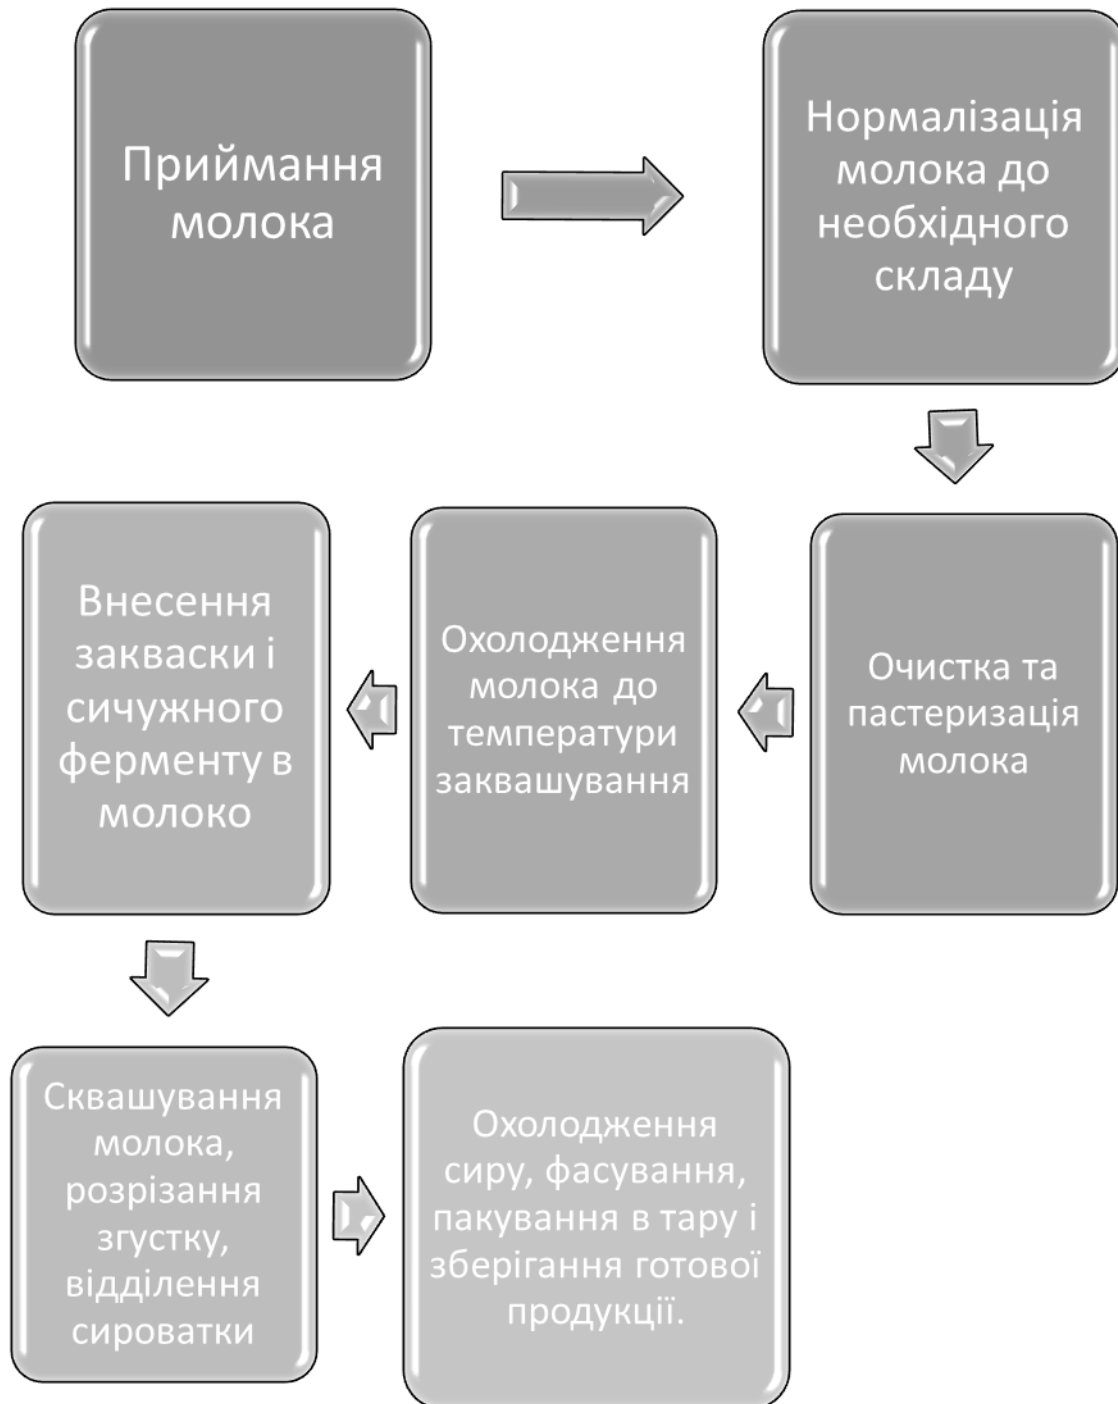 Приймання
молока
Нормалізація
молока до
необхідного
складу
Очистка та
пастеризація
молока
Охолодження
молока до
температури
заквашування
Внесення
закваски і
сичужного
ферменту в
молоко
Сквашування
молока,
розрізання
згустку,
відділення
сироватки
Охолодження
сиру, фасування,
пакування в тару і
зберігання готової
продукції.